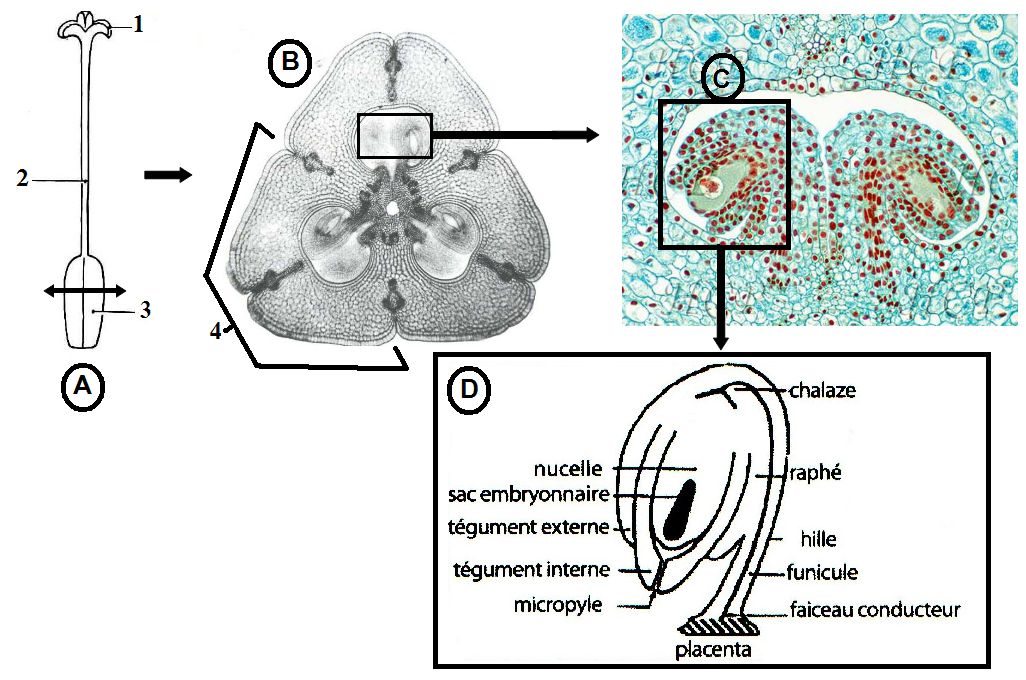 1
2
3
A
B
4
C
D
chalaze
nucelle
raphé
sac embryonnaire
tégument externe
hille
tégument interne
funicule
micropyle
faiceau conducteur
placenta